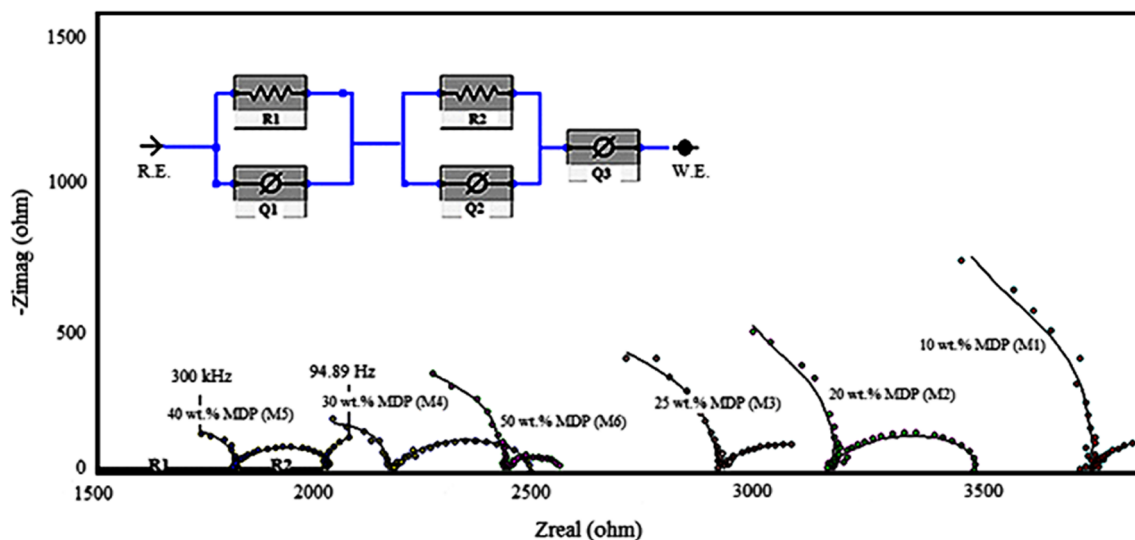 1500
1000
500
0
-Zimag (ohm)
R1
R2
R.E.
Q1
Q2
Q3
W.E.
300 kHz
40 wt.% MDP (M5)
94.89 Hz
30 wt.% MDP (M4)
50 wt.% MDP (M6)
25 wt.% MDP (M3)
20 wt.% MDP (M2)
10 wt.% MDP (M1)
R1
R2
1500
2000
2500
3000
3500
Zreal (ohm)